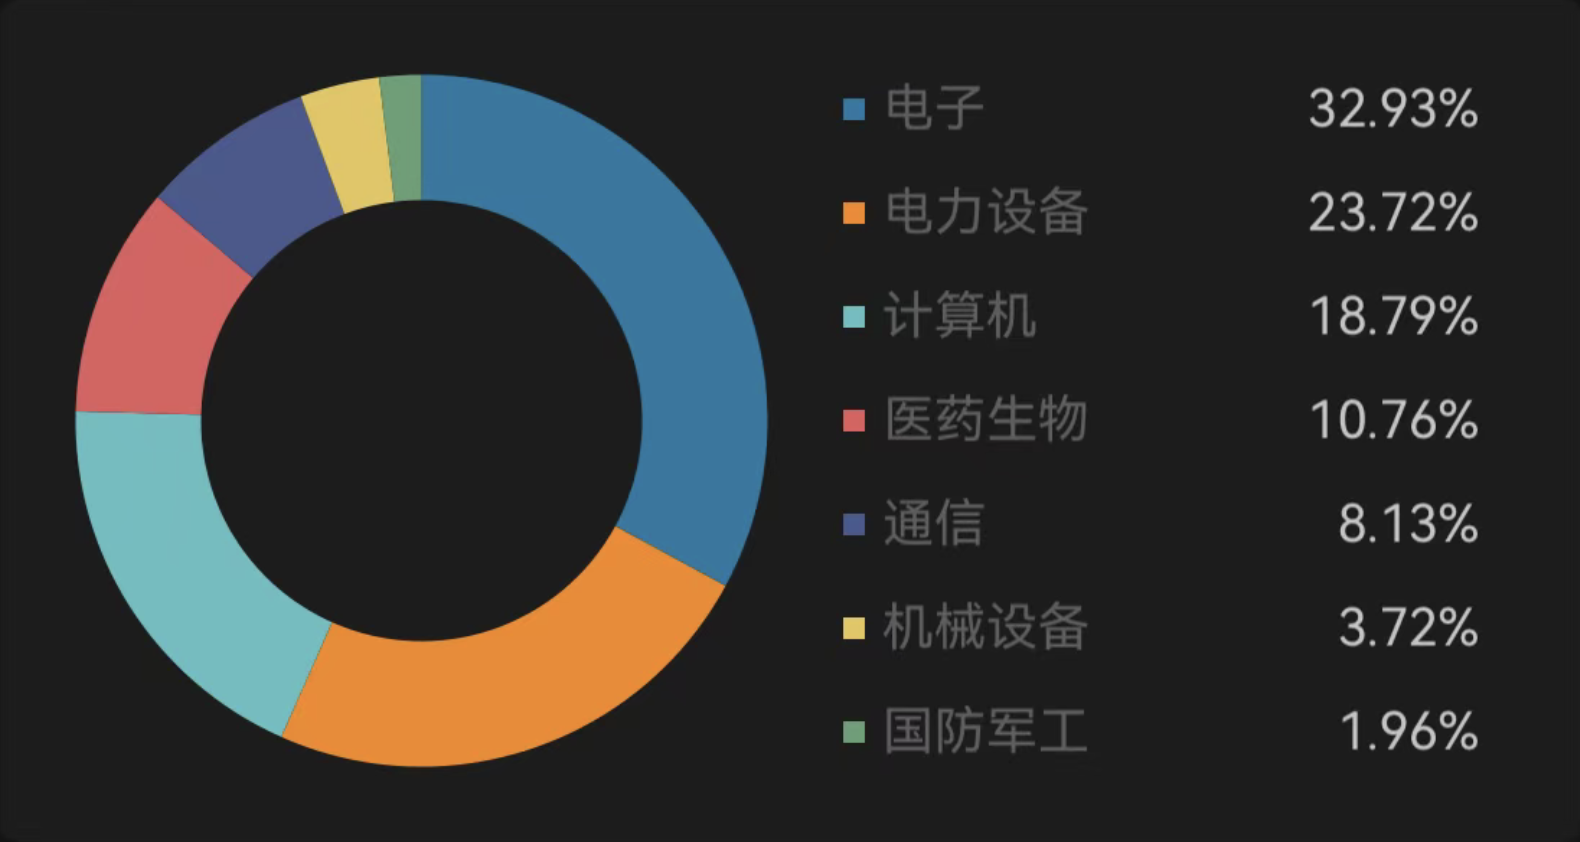 电子 32.93%
电力设备 23.72%
计算机 18.79%
医药生物 10.76%
通信 8.13%
机械设备 3.72%
国防军工 1.96%